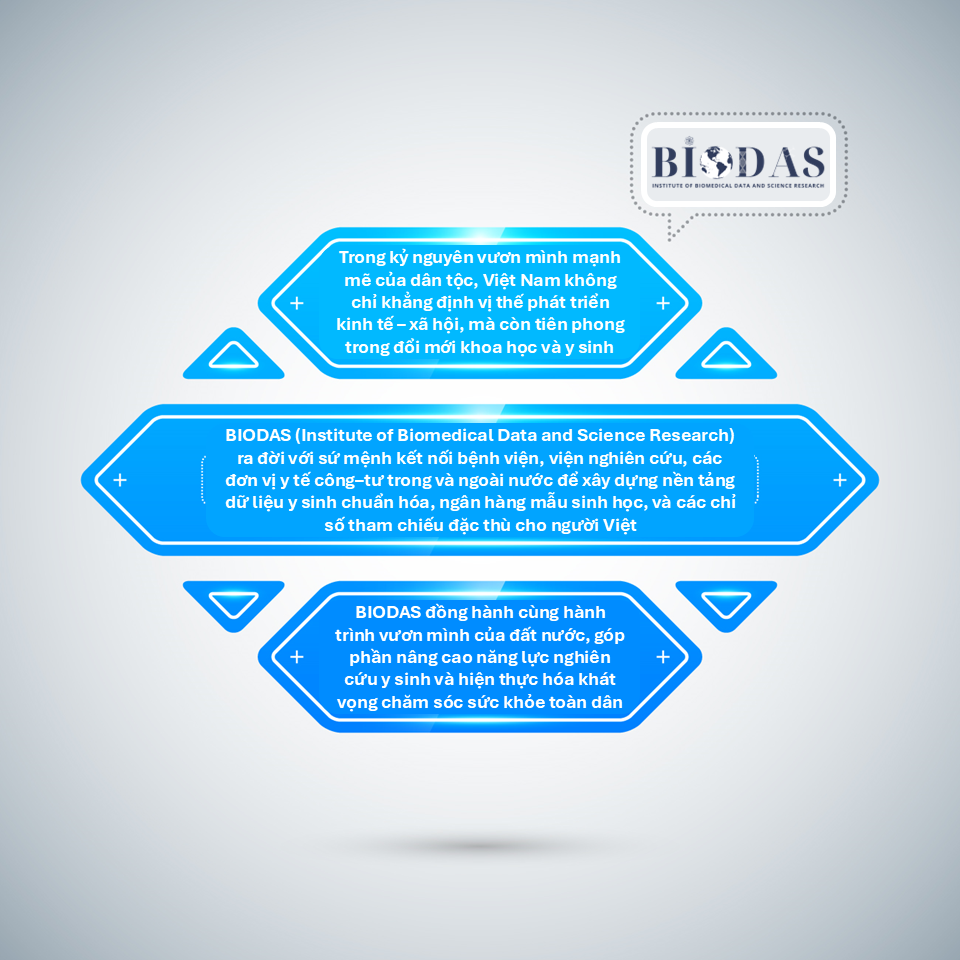 BIODAS
INSTITUTE OF BIOMEDICAL DATA AND SCIENCE RESEARCH
Trong kỷ nguyên vươn mình mạnh
mẽ của dân tộc, Việt Nam không
chỉ khẳng định vị thế phát triển
kinh tế – xã hội, mà còn tiên phong
trong đổi mới khoa học và y sinh
BIODAS (Institute of Biomedical Data and Science Research)
ra đời với sứ mệnh kết nối bệnh viện, viện nghiên cứu, các
đơn vị y tế công–tư trong và ngoài nước để xây dựng nền tảng
dữ liệu y sinh chuẩn hóa, ngân hàng mẫu sinh học, và các chỉ
số tham chiếu đặc thù cho người Việt
BIODAS đồng hành cùng hành
trình vươn mình của đất nước, góp
phần nâng cao năng lực nghiên
cứu y sinh và hiện thực hóa khát
vọng chăm sóc sức khỏe toàn dân